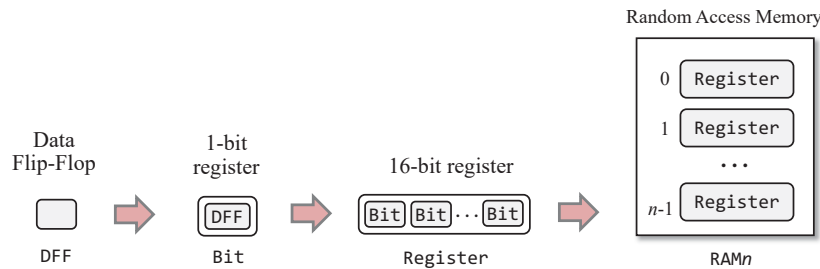 Random Access Memory
0 Register
1 Register
...
n-1 Register
RAMn
Data
Flip-Flop
DFF
1-bit
register
DFF
Bit
16-bit register
Bit Bit ... Bit
Register